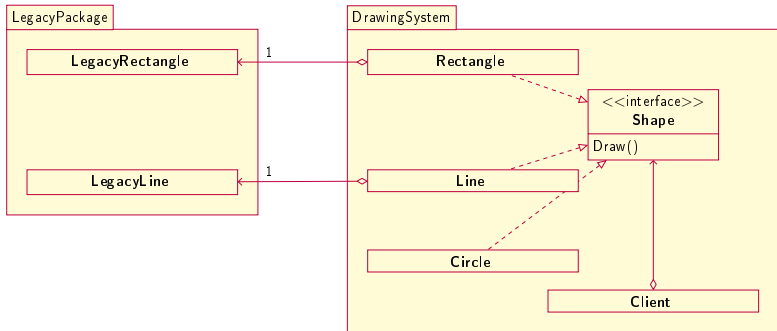 LegacyPackage
DrawingSystem
LegacyRectangle
1
Rectangle
<<interface>>
Shape
Draw()
LegacyLine
1
Line
Circle
Client